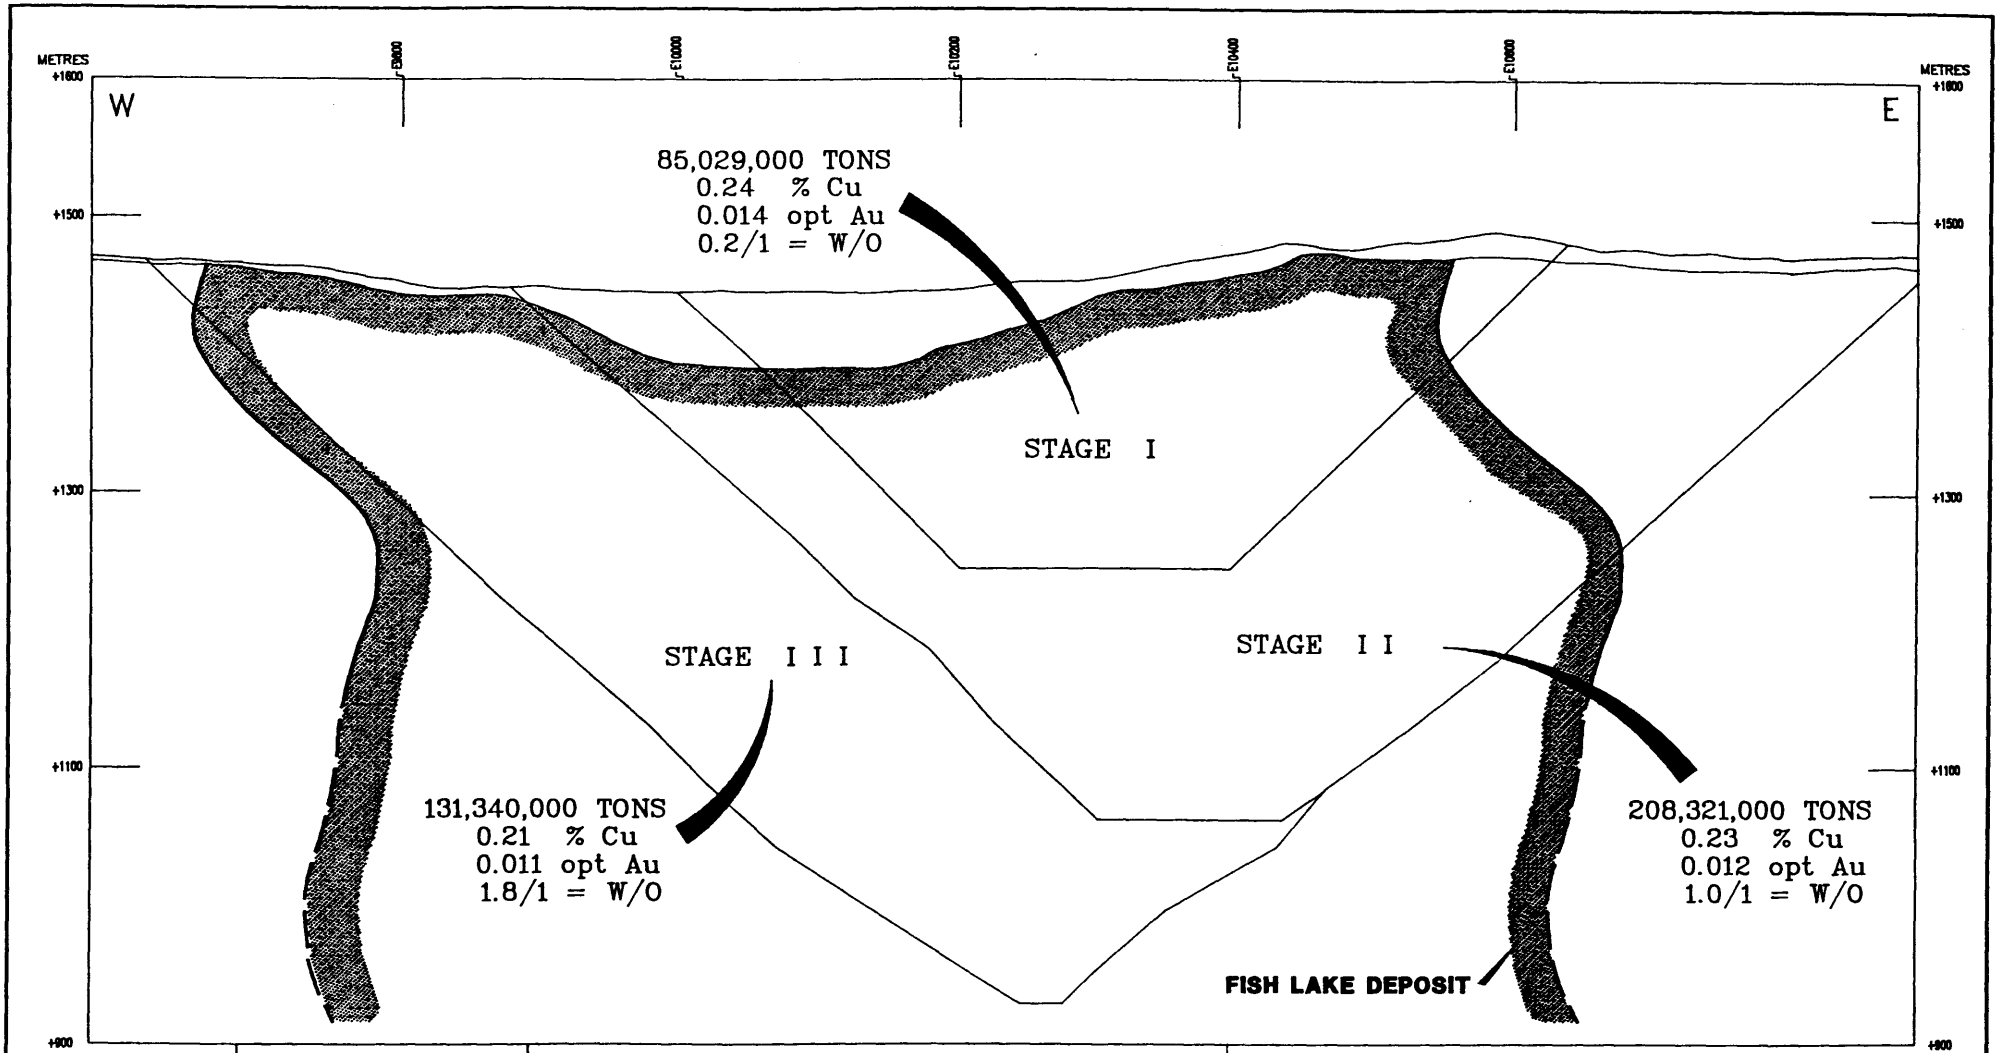 METRES
METRES
+1600
E9800
E10000
E10200
E10400
E10600
+1600
W
E
85,029,000 TONS
0.24 % Cu
0.014 opt Au
0.2/1 = W/O
+1500
+1500
STAGE I
+1300
+1300
STAGE III
STAGE II
+1100
+1100
131,340,000 TONS
0.21 % Cu
0.011 opt Au
1.8/1 = W/O
208,321,000 TONS
0.23 % Cu
0.012 opt Au
1.0/1 = W/O
FISH LAKE DEPOSIT
+900
+900